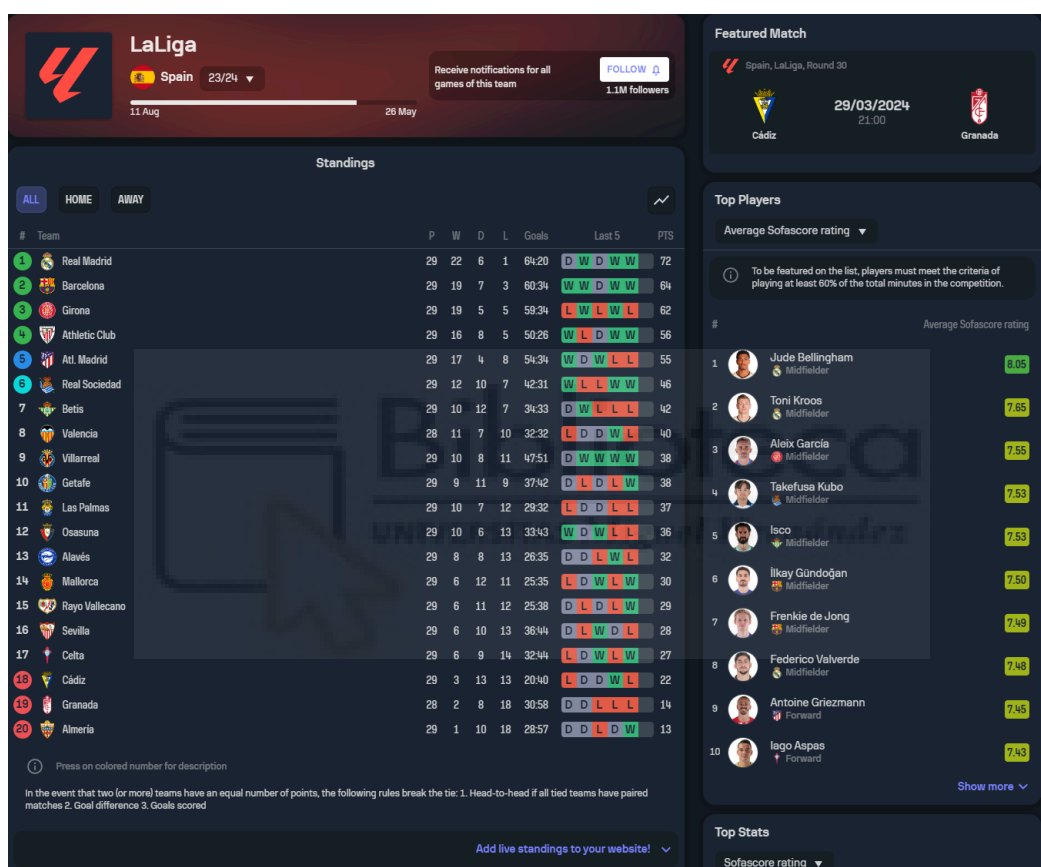 LaLiga
Spain 23/24
11 Aug 26 May
Receive notifications for all
games of this team
FOLLOW
1.1M followers
Standings
ALL HOME AWAY
# Team P W D L Goals Last 5 PTS
1 Real Madrid 29 22 6 1 64:20 D W D W W 72
2 Barcelona 29 19 7 3 60:34 W W D W W 64
3 Girona 29 19 5 5 59:34 L W L W L 62
4 Athletic Club 29 16 8 5 50:26 W L D W W 56
5 Atl. Madrid 29 17 4 8 54:34 W D W L L 55
6 Real Sociedad 29 12 10 7 42:31 W L L W W 46
7 Betis 29 10 12 7 34:33 D W L L L 42
8 Valencia 28 11 7 10 32:32 L D D W L 40
9 Villarreal 29 10 8 11 47:51 D W W W W 38
10 Getafe 29 9 11 9 37:42 D L D L W 38
11 Las Palmas 29 10 7 12 29:32 L D D L L 37
12 Osasuna 29 10 6 13 33:43 W D W L L 36
13 Alavés 29 8 8 13 26:35 D D L W L 32
14 Mallorca 29 6 12 11 25:35 L D W L W 30
15 Rayo Vallecano 29 6 11 12 25:38 D L D L W 29
16 Sevilla 29 6 10 13 36:44 D L W D L 28
17 Celta 29 6 9 14 32:44 L D W L W 27
18 Cádiz 29 3 13 13 20:40 L D D W L 22
19 Granada 28 2 8 18 30:58 D D L L L 14
20 Almería 29 1 10 18 28:57 D D L D W 13
Press on colored number for description
In the event that two (or more) teams have an equal number of points, the following rules break the tie: 1. Head-to-head if all tied teams have paired
matches 2. Goal difference 3. Goals scored
Add live standings to your website!
Featured Match
Spain, LaLiga, Round 30
29/03/2024
21:00
Cádiz Granada
Top Players
Average Sofascore rating
To be featured on the list, players must meet the criteria of
playing at least 60% of the total minutes in the competition.
# Average Sofascore rating
1 Jude Bellingham 8.05
Midfielder
2 Toni Kroos 7.65
Midfielder
3 Aleix García 7.55
Midfielder
4 Takefusa Kubo 7.53
Midfielder
5 Isco 7.53
Midfielder
6 İlkay Gündoğan 7.50
Midfielder
7 Frenkie de Jong 7.49
Midfielder
8 Federico Valverde 7.48
Midfielder
9 Antoine Griezmann 7.45
Forward
10 Iago Aspas 7.43
Forward
Show more
Top Stats
Sofascore rating
Biblioteca